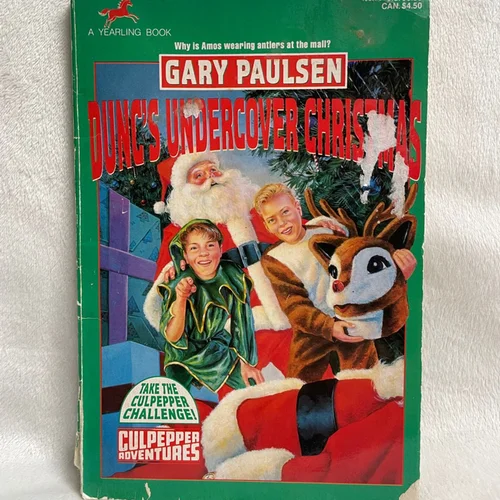 A YEARLING BOOK
CAN. $4.50
Why is Amos wearing antlers at the mall?
GARY PAULSEN
DUNC'S UNDERCOVER CHRISTMAS
TAKE THE
CULPEPPER
CHALLENGE!
CULPEPPER
ADVENTURES